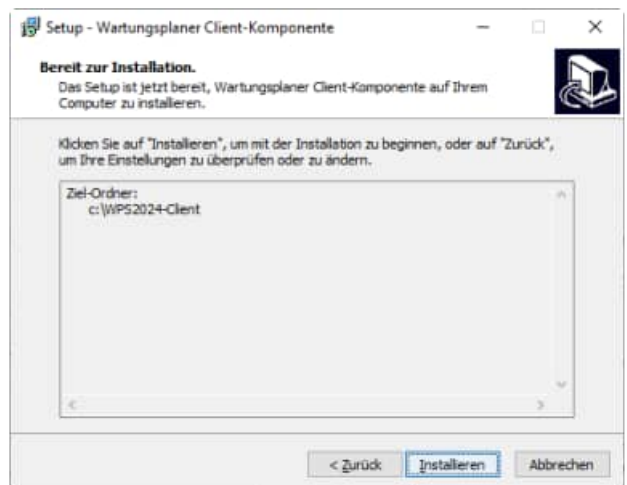 Setup - Wartungsplaner Client-Komponente
Bereit zur Installation.
Das Setup ist jetzt bereit, Wartungsplaner Client-Komponente auf Ihrem
Computer zu installieren.
Klicken Sie auf "Installieren", um mit der Installation zu beginnen, oder auf "Zurück",
um Ihre Einstellungen zu überprüfen oder zu ändern.
Ziel-Ordner:
c:\WPS2024-Client
< Zurück Installieren Abbrechen